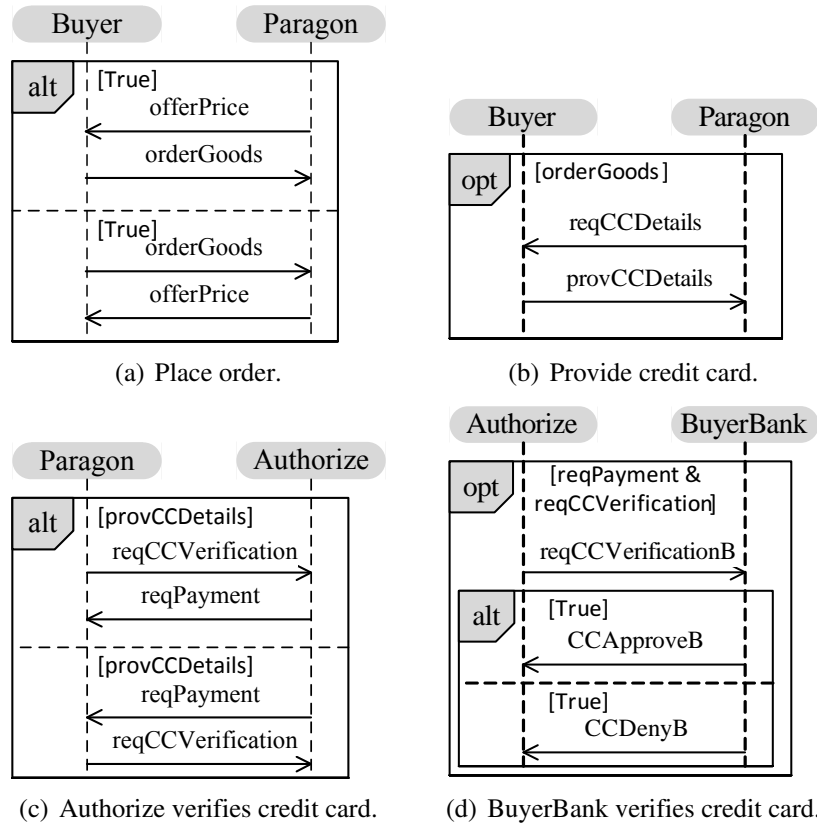 Buyer Paragon
alt [True]
offerPrice
orderGoods
[True]
orderGoods
offerPrice
(a) Place order.
Buyer Paragon
opt [orderGoods]
reqCCDetails
provCCDetails
(b) Provide credit card.
Paragon Authorize
alt [provCCDetails]
reqCCVerification
reqPayment
[provCCDetails]
reqPayment
reqCCVerification
(c) Authorize verifies credit card.
Authorize BuyerBank
opt [reqPayment &
reqCCVerification]
reqCCVerificationB
alt [True]
CCApproveB
[True]
CCDenyB
(d) BuyerBank verifies credit card.